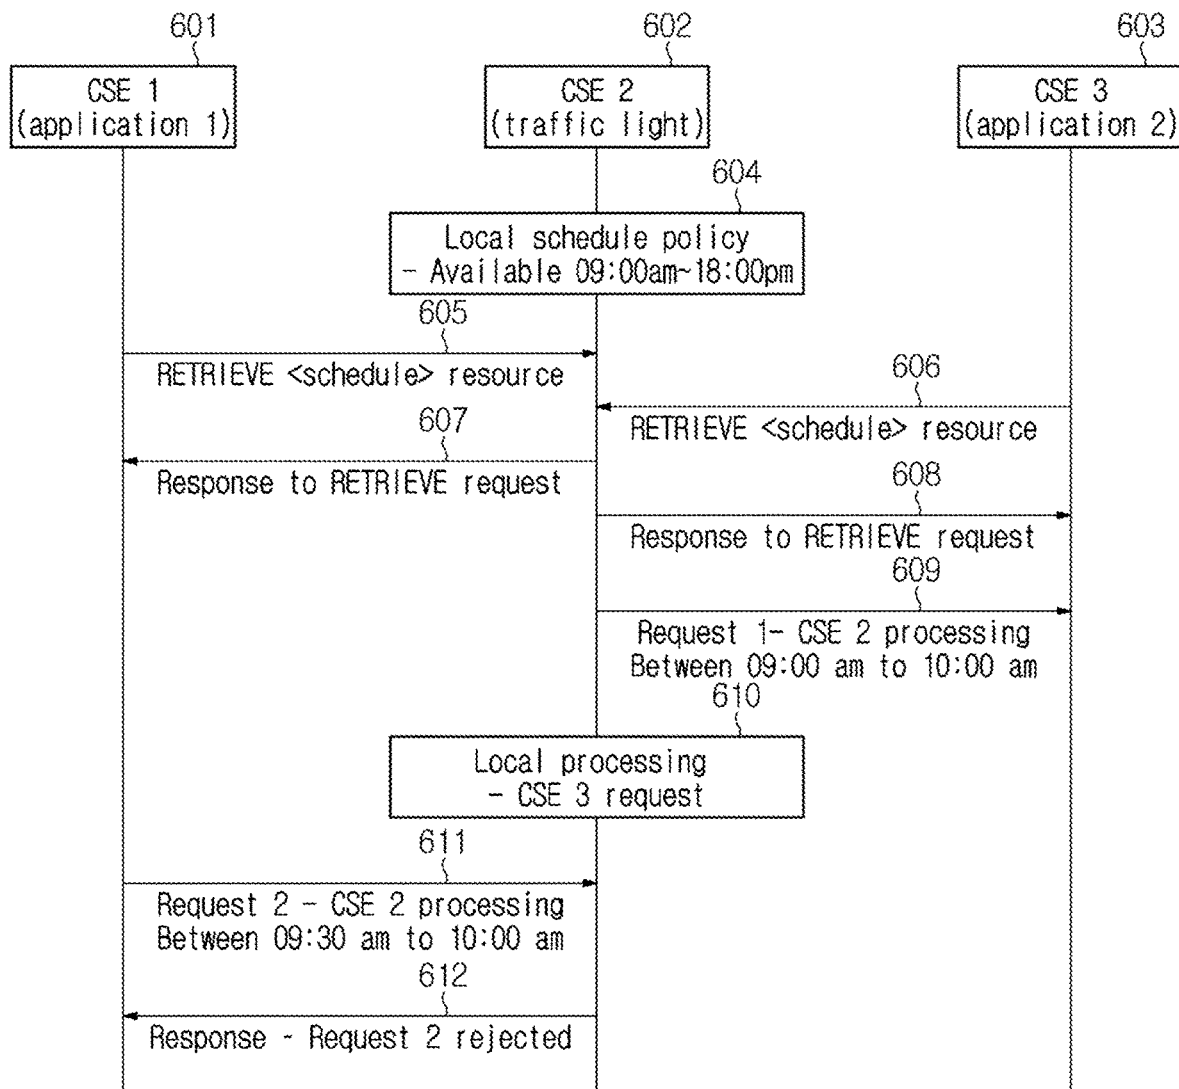 601
602
603
CSE 1
(application 1)
CSE 2
(traffic light)
CSE 3
(application 2)
604
Local schedule policy
- Available 09:00am~18:00pm
605
RETRIEVE <schedule> resource
606
RETRIEVE <schedule> resource
607
Response to RETRIEVE request
608
Response to RETRIEVE request
609
Request 1- CSE 2 processing
Between 09:00 am to 10:00 am
610
Local processing
- CSE 3 request
611
Request 2 - CSE 2 processing
Between 09:30 am to 10:00 am
612
Response - Request 2 rejected